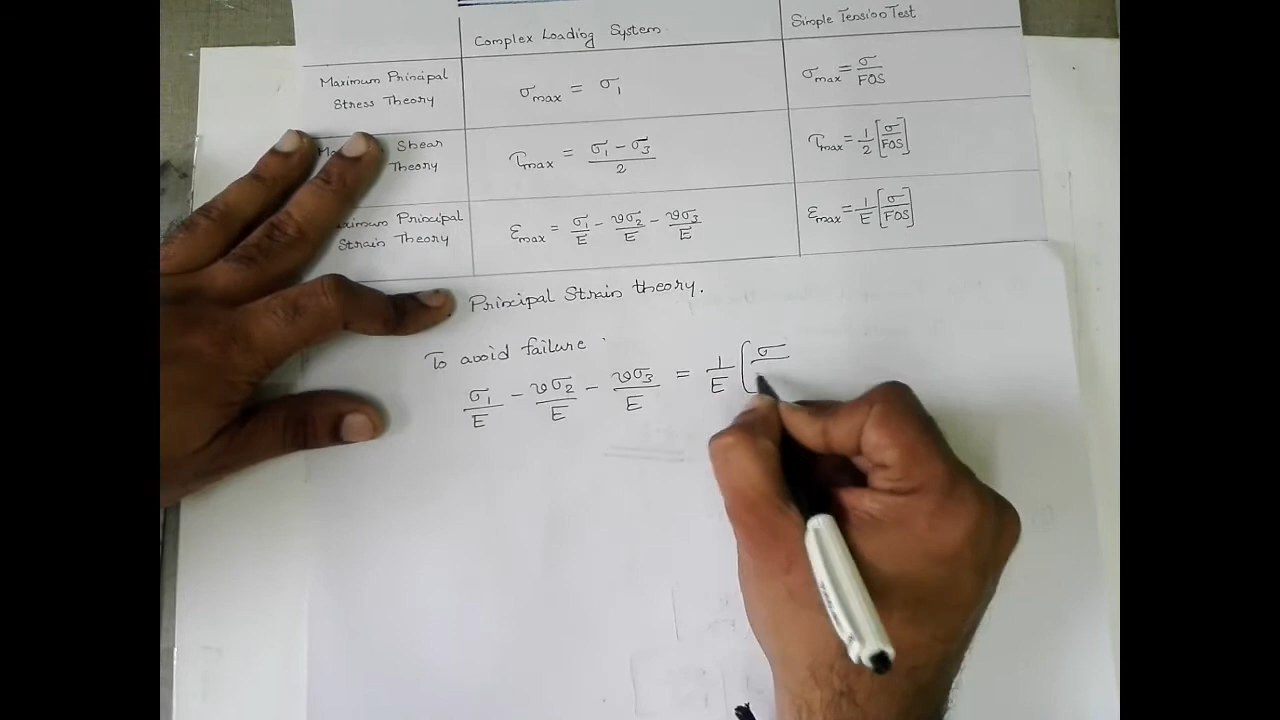 Complex Loading System
Simple Tension Test
Maximum Principal
Stress Theory
σmax = σ1
σmax = σ/FOS
Shear
Theory
τmax = (σ1 - σ3)/2
τmax = 1/2 [σ/FOS]
Principal
Strain Theory
εmax = σ1/E - νσ2/E - νσ3/E
εmax = 1/E [σ/FOS]
Principal Strain theory.
To avoid failure
σ1/E - νσ2/E - νσ3/E = 1/E (σ